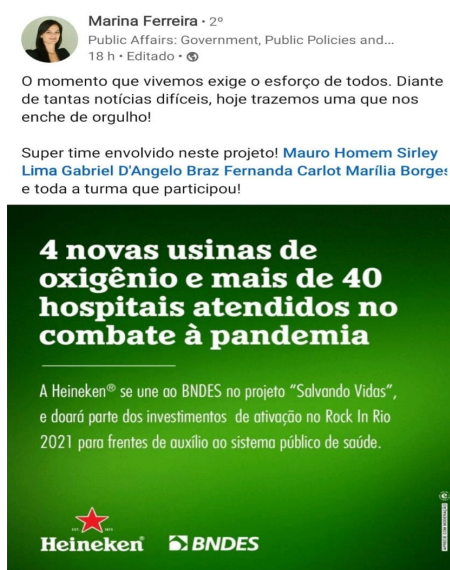 Marina Ferreira • 2º
Public Affairs: Government, Public Policies and...
18 h • Editado •
O momento que vivemos exige o esforço de todos. Diante
de tantas notícias difíceis, hoje trazemos uma que nos
enche de orgulho!
Super time envolvido neste projeto! Mauro Homem Sirley
Lima Gabriel D'Angelo Braz Fernanda Carlot Marília Borges
e toda a turma que participou!
4 novas usinas de
oxigênio e mais de 40
hospitais atendidos no
combate à pandemia
A Heineken® se une ao BNDES no projeto “Salvando Vidas”,
e doará parte dos investimentos de ativação no Rock In Rio
2021 para frentes de auxílio ao sistema público de saúde.
Heineken®
BNDES